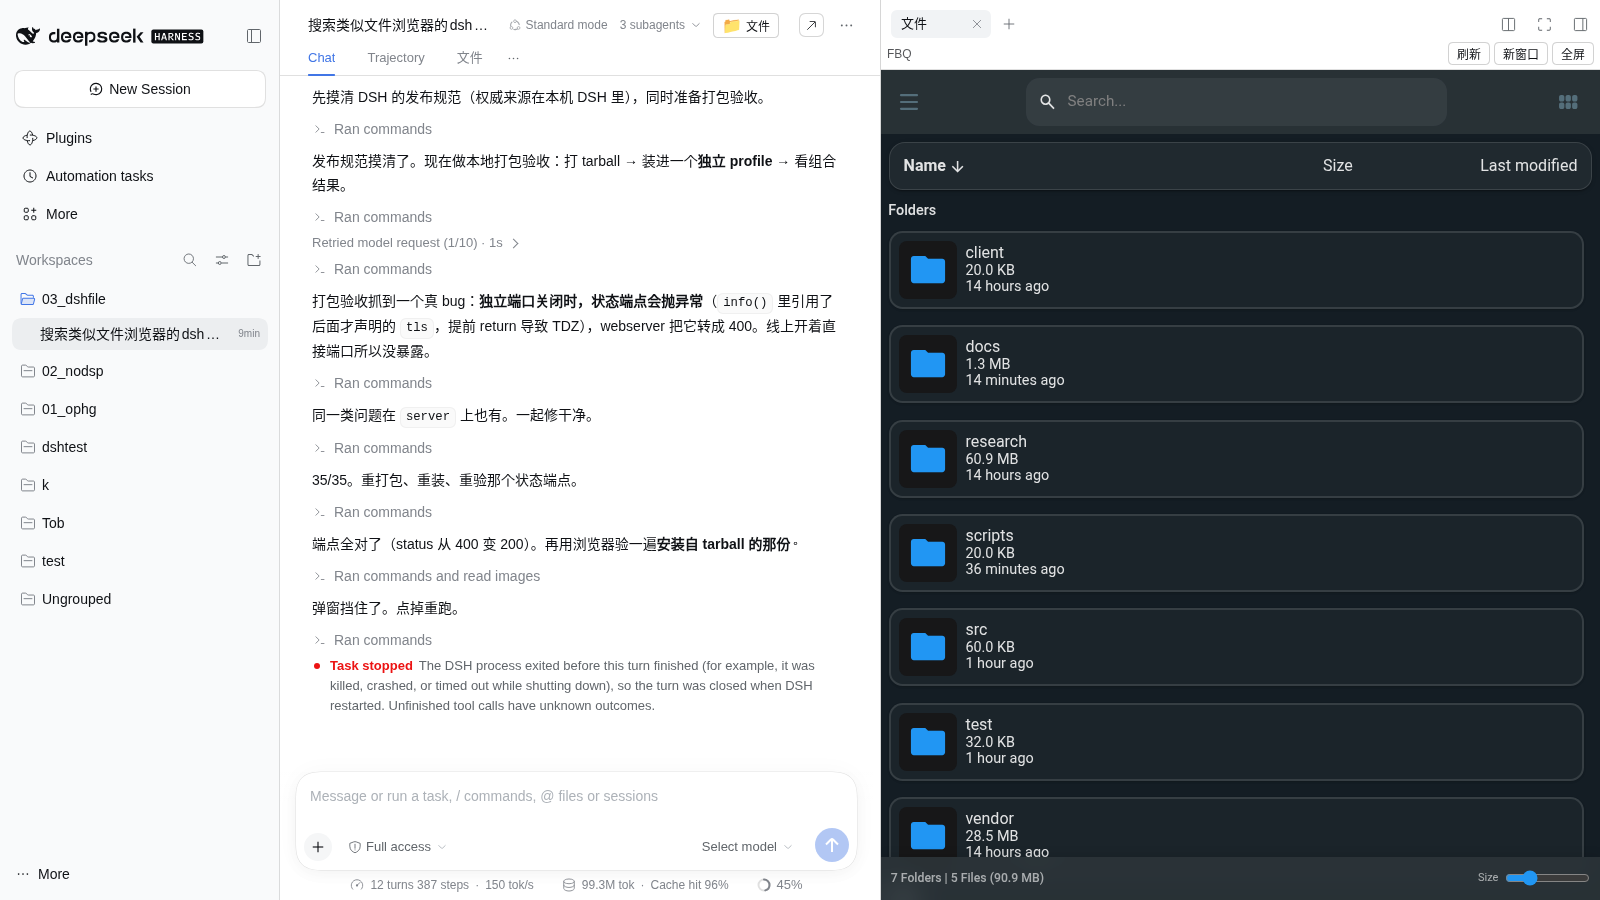 deepseek HARNESS
New Session
Plugins
Automation tasks
More
Workspaces
03_dshfile
搜索类似文件浏览器的dsh…
9min
02_nodsp
01_ophg
dshtest
k
Tob
test
Ungrouped
More
搜索类似文件浏览器的dsh…
Standard mode
3 subagents
文件
Chat
Trajectory
文件
先摸清 DSH 的发布规范（权威来源在本机 DSH 里），同时准备打包验收。
Ran commands
发布规范摸清了。现在做本地打包验收：打 tarball → 装进一个独立 profile → 看组合
结果。
Ran commands
Retried model request (1/10) · 1s
Ran commands
打包验收抓到一个真 bug：独立端口关闭时，状态端点会抛异常（info() 里引用了
后面才声明的 tls，提前 return 导致 TDZ），webserver 把它转成 400。线上开着直
接端口所以没暴露。
Ran commands
同一类问题在 server 上也有。一起修干净。
Ran commands
35/35。重打包、重装、重验那个状态端点。
Ran commands
端点全对了（status 从 400 变 200）。再用浏览器验一遍安装自 tarball 的那份。
Ran commands and read images
弹窗挡住了。点掉重跑。
Ran commands
Task stopped The DSH process exited before this turn finished (for example, it was
killed, crashed, or timed out while shutting down), so the turn was closed when DSH
restarted. Unfinished tool calls have unknown outcomes.
Message or run a task, / commands, @ files or sessions
Full access
Select model
12 turns 387 steps · 150 tok/s
99.3M tok · Cache hit 96%
45%
文件
FBQ
刷新
新窗口
全屏
Search...
Name
Size
Last modified
Folders
client
20.0 KB
14 hours ago
docs
1.3 MB
14 minutes ago
research
60.9 MB
14 hours ago
scripts
20.0 KB
36 minutes ago
src
60.0 KB
1 hour ago
test
32.0 KB
1 hour ago
vendor
28.5 MB
14 hours ago
7 Folders | 5 Files (90.9 MB)
Size